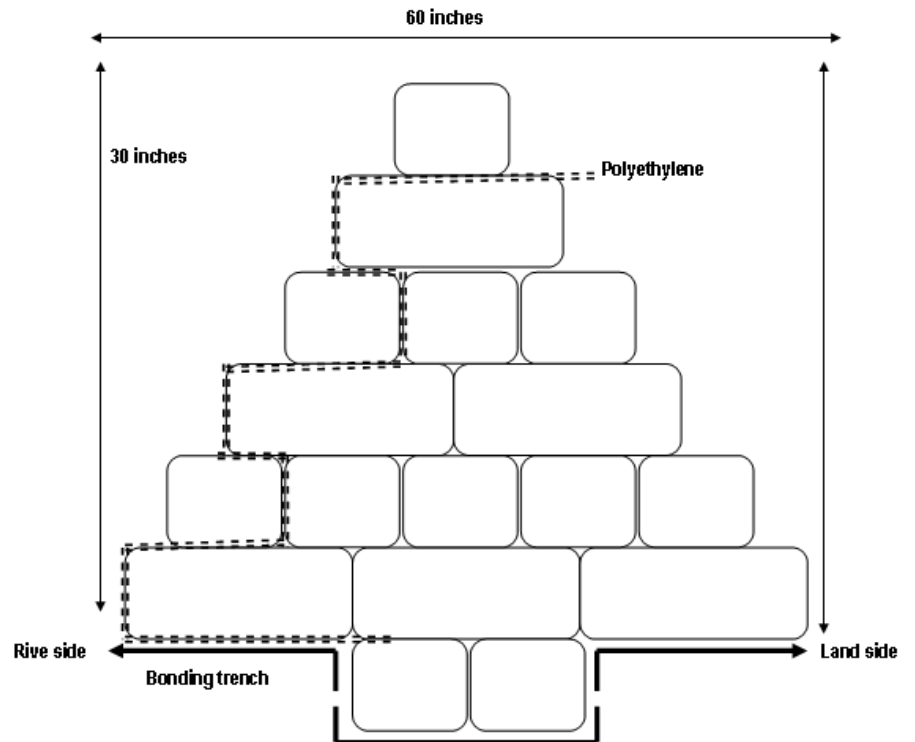 60 inches
30 inches
Polyethylene
Rive side
Land side
Bonding trench